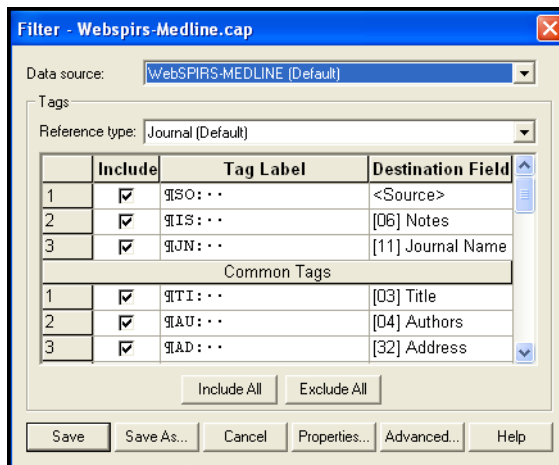 Filter - Webspirs-Medline.cap
Data source: WebSPIRS-MEDLINE (Default)
Tags
Reference type: Journal (Default)
Include Tag Label Destination Field
1 ¶SO:·· <Source>
2 ¶IS:·· [06] Notes
3 ¶JN:·· [11] Journal Name
Common Tags
1 ¶TI:·· [03] Title
2 ¶AU:·· [04] Authors
3 ¶AD:·· [32] Address
Include All Exclude All
Save Save As... Cancel Properties... Advanced... Help